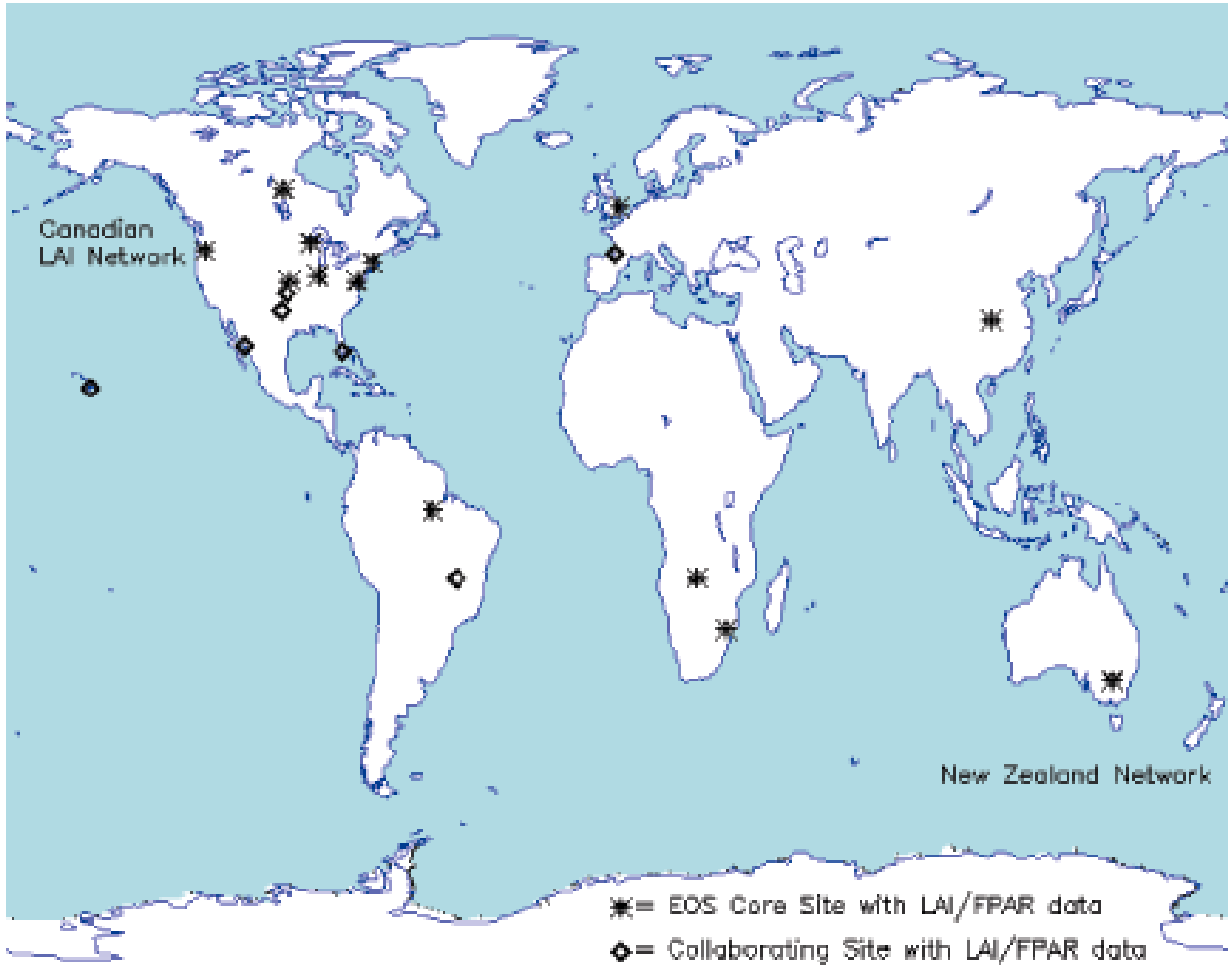 Canadian
LAI Network
New Zealand Network
= EOS Core Site with LAI/FPAR data
= Collaborating Site with LAI/FPAR data